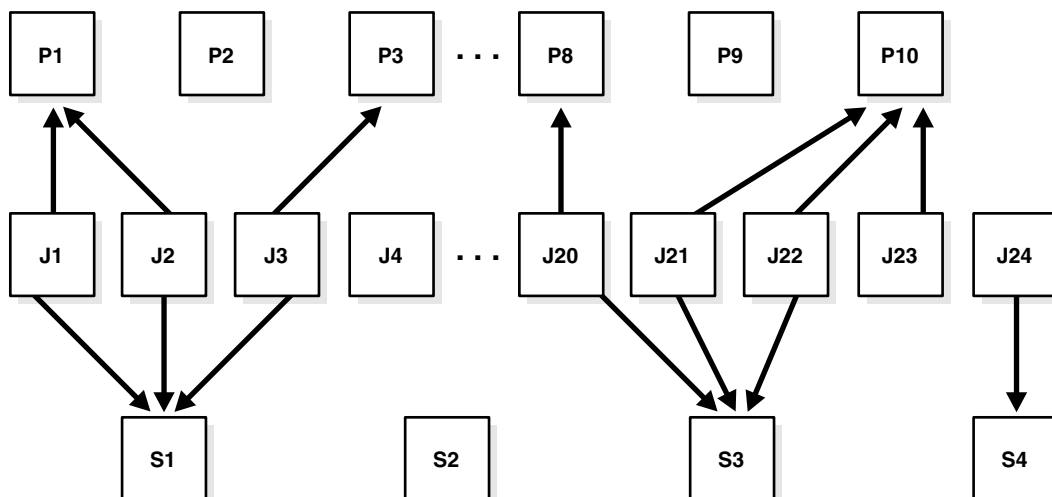 P1 P2 P3 . . . P8 P9 P10
J1 J2 J3 J4 . . . J20 J21 J22 J23 J24
S1 S2 S3 S4